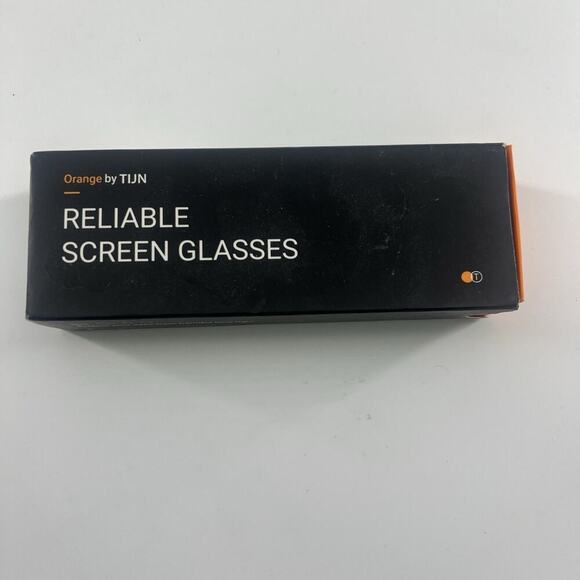 Orange by TIJN
RELIABLE
SCREEN GLASSES
T